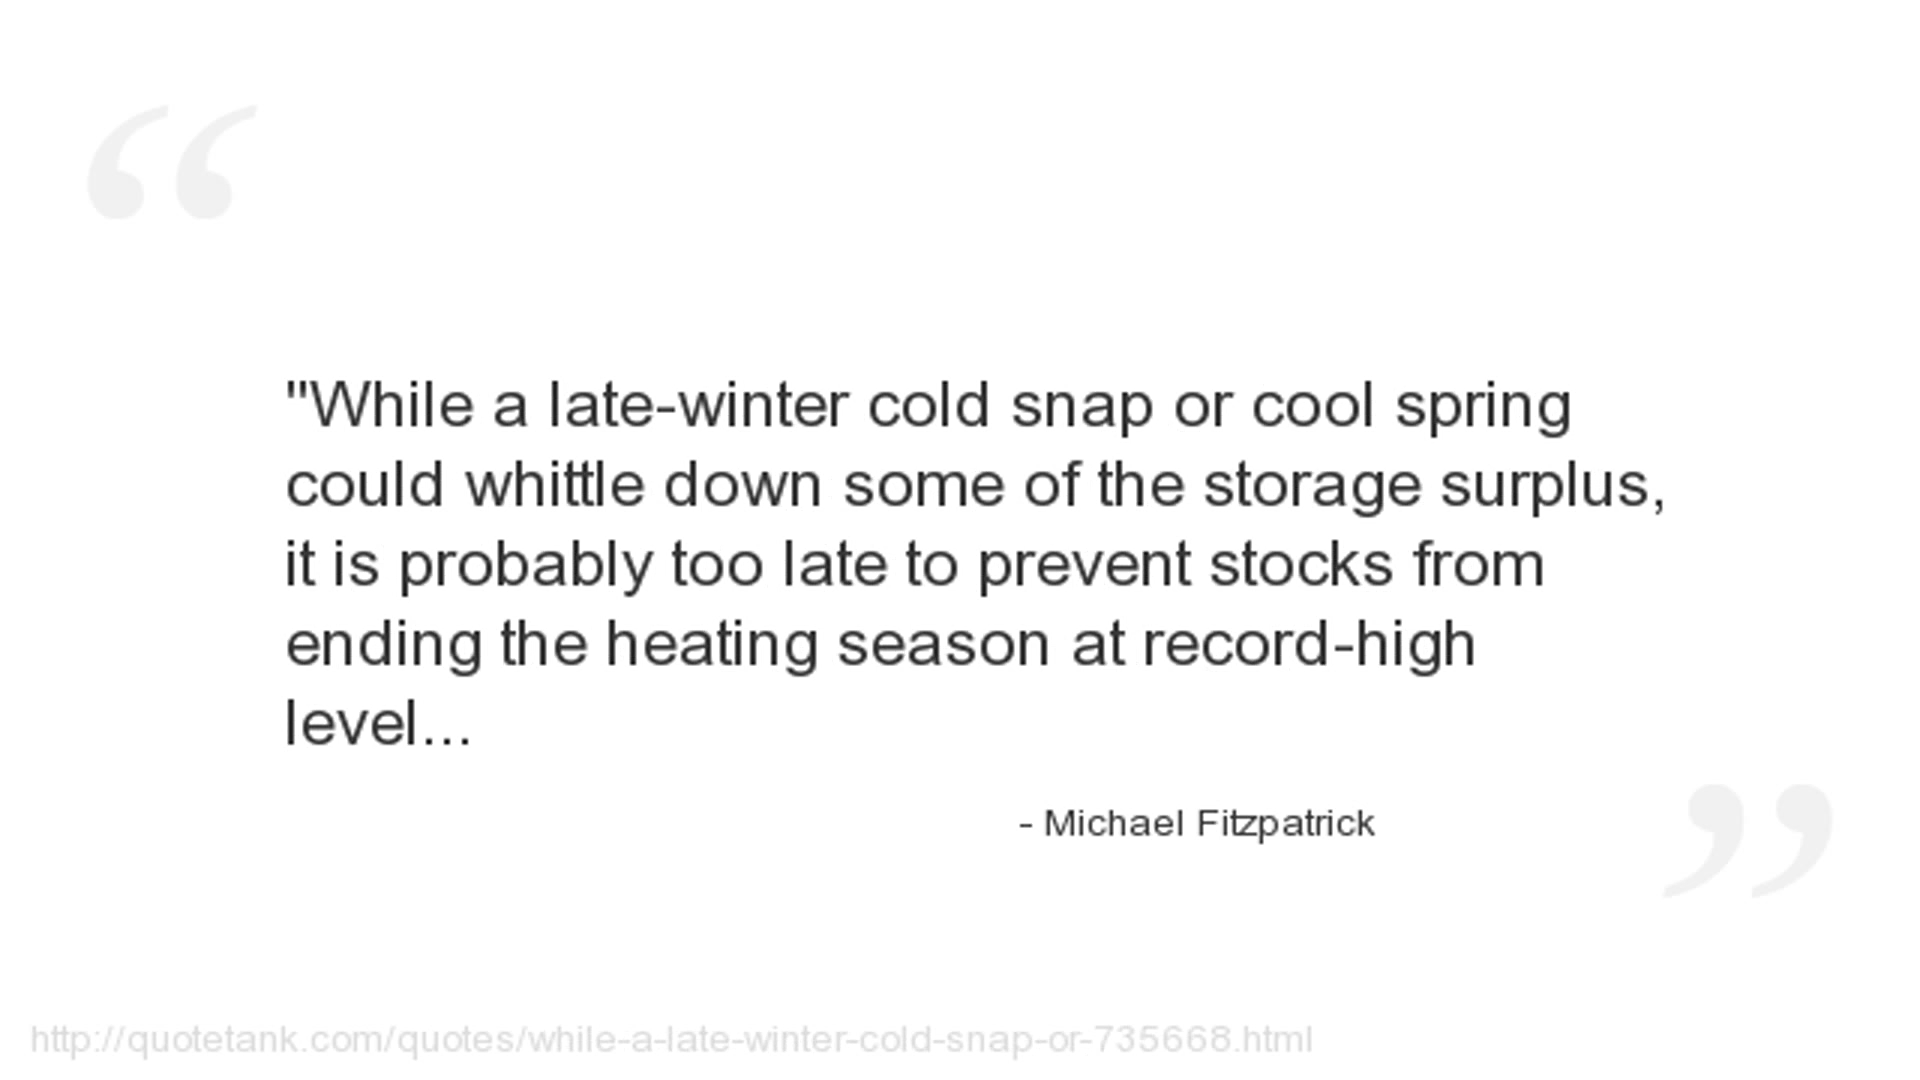 "While a late-winter cold snap or cool spring
could whittle down some of the storage surplus,
it is probably too late to prevent stocks from
ending the heating season at record-high
level...
- Michael Fitzpatrick
http://quotetank.com/quotes/while-a-late-winter-cold-snap-or-735668.html